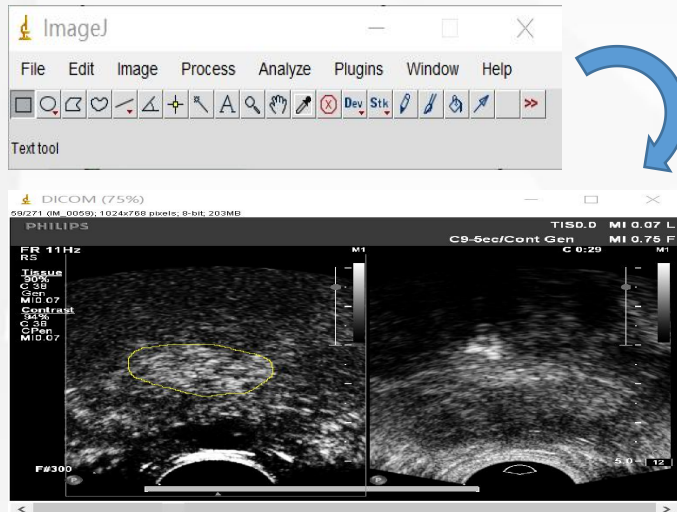 ImageJ
File Edit Image Process Analyze Plugins Window Help
A Dev Stk >>
Text tool
DICOM (75%)
59/271 (IM_0059); 1024x768 pixels; 8-bit; 203MB
PHILIPS
TISD.D MI 0.07 L
C9-5ec/Cont Gen MI 0.75 F
FR 11Hz M1 C 0:29 M1
RS
Tissue
90%
C 38
Gen
MI0.07
Contrast
94%
C 38
CPen
MI0.07
F#300 5.0 12
P P